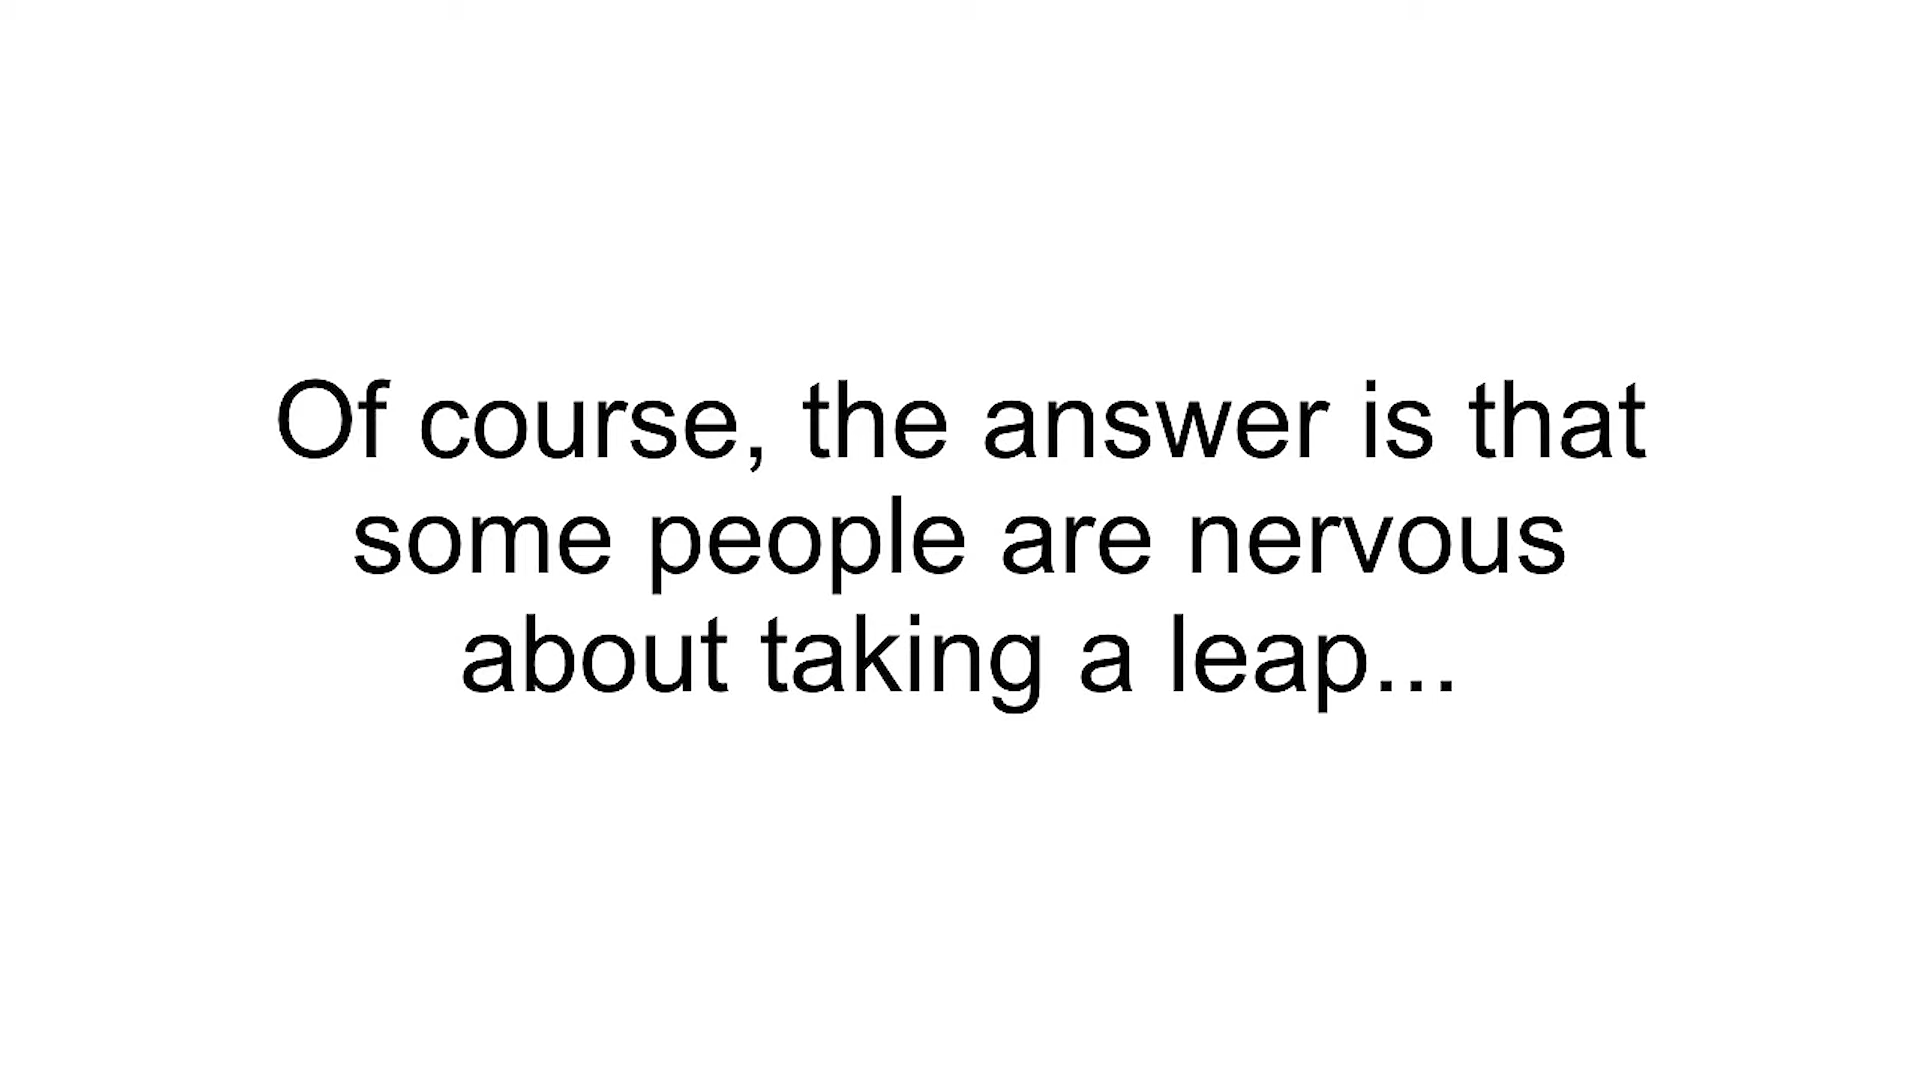 Of course, the answer is that
some people are nervous
about taking a leap...